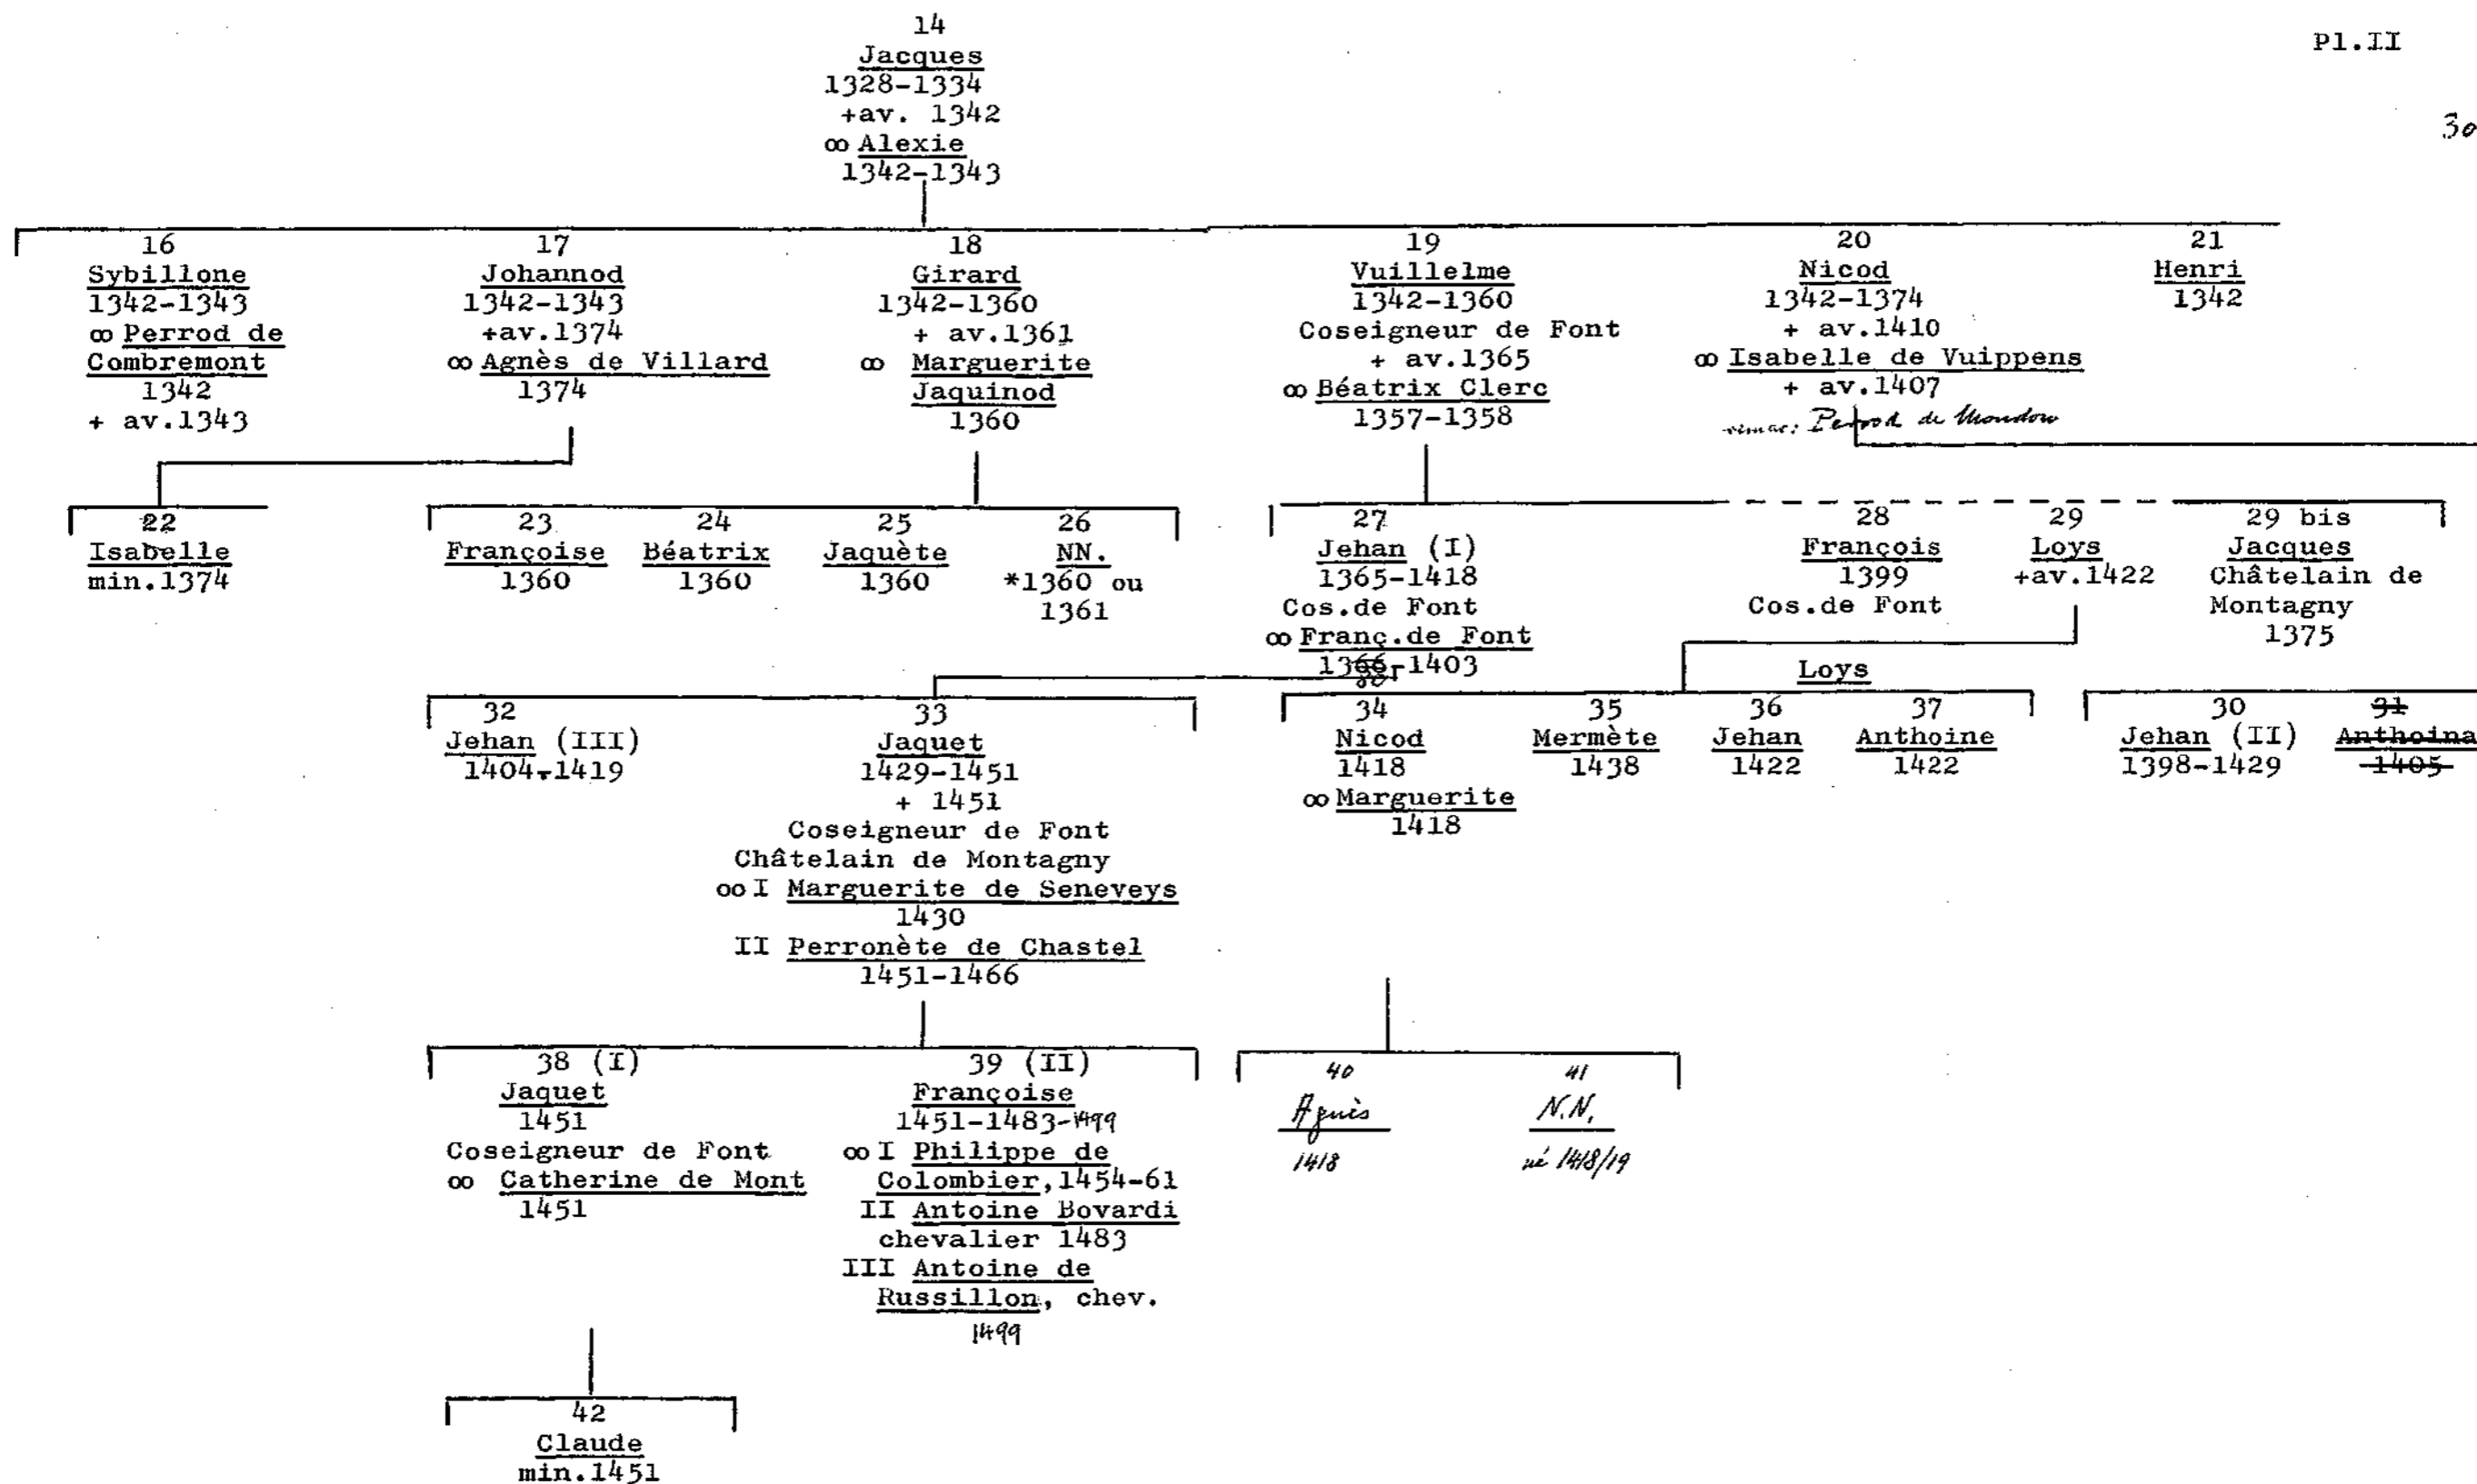 14
Jacques
1328-1334
+av. 1342
∞ Alexie
1342-1343
Pl.II
30
16
Sybillone
1342-1343
∞ Perrod de
Combremont
1342
+ av.1343
17
Johannod
1342-1343
+av.1374
∞ Agnès de Villard
1374
18
Girard
1342-1360
+ av.1361
∞ Marguerite
Jaquinod
1360
19
Vuillelme
1342-1360
Coseigneur de Font
+ av.1365
∞ Béatrix Clerc
1357-1358
20
Nicod
1342-1374
+ av.1410
∞ Isabelle de Vuippens
+ av.1407
Perrod de
21
Henri
1342
22
Isabelle
min.1374
23
Françoise
1360
24
Béatrix
1360
25
Jaquète
1360
26
NN.
*1360 ou
1361
27
Jehan (I)
1365-1418
Cos.de Font
∞ Franç.de Font
1366-1403
28
François
1399
Cos.de Font
29
Loys
+av.1422
29 bis
Jacques
Châtelain de
Montagny
1375
32
Jehan (III)
1404-1419
33
Jaquet
1429-1451
+ 1451
Coseigneur de Font
Châtelain de Montagny
∞ I Marguerite de Seneveys
1430
II Perronète de Chastel
1451-1466
Loys
34
Nicod
1418
∞ Marguerite
1418
35
Mermète
1438
36
Jehan
1422
37
Anthoine
1422
30
Jehan (II)
1398-1429
31
Anthoina
1405
38 (I)
Jaquet
1451
Coseigneur de Font
∞ Catherine de Mont
1451
39 (II)
Françoise
1451-1483-1499
∞ I Philippe de
Colombier,1454-61
II Antoine Bovardi
chevalier 1483
III Antoine de
Russillon, chev.
1499
40
Agnès
1418
41
N.N.
né 1418/19
42
Claude
min.1451